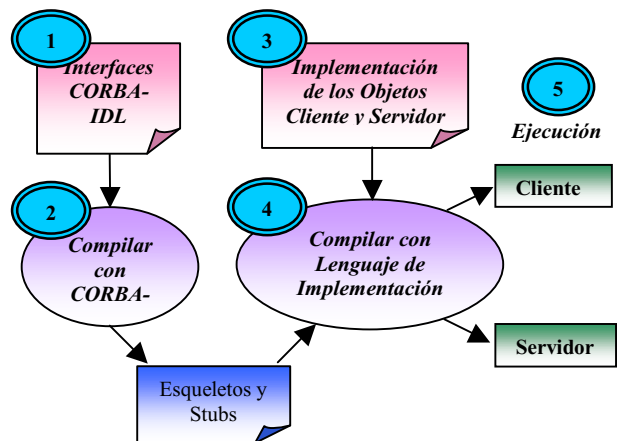 1
Interfaces
CORBA-
IDL
3
Implementación
de los Objetos
Cliente y Servidor
5
Ejecución
Cliente
2
Compilar
con
CORBA-
4
Compilar con
Lenguaje de
Implementación
Servidor
Esqueletos y
Stubs